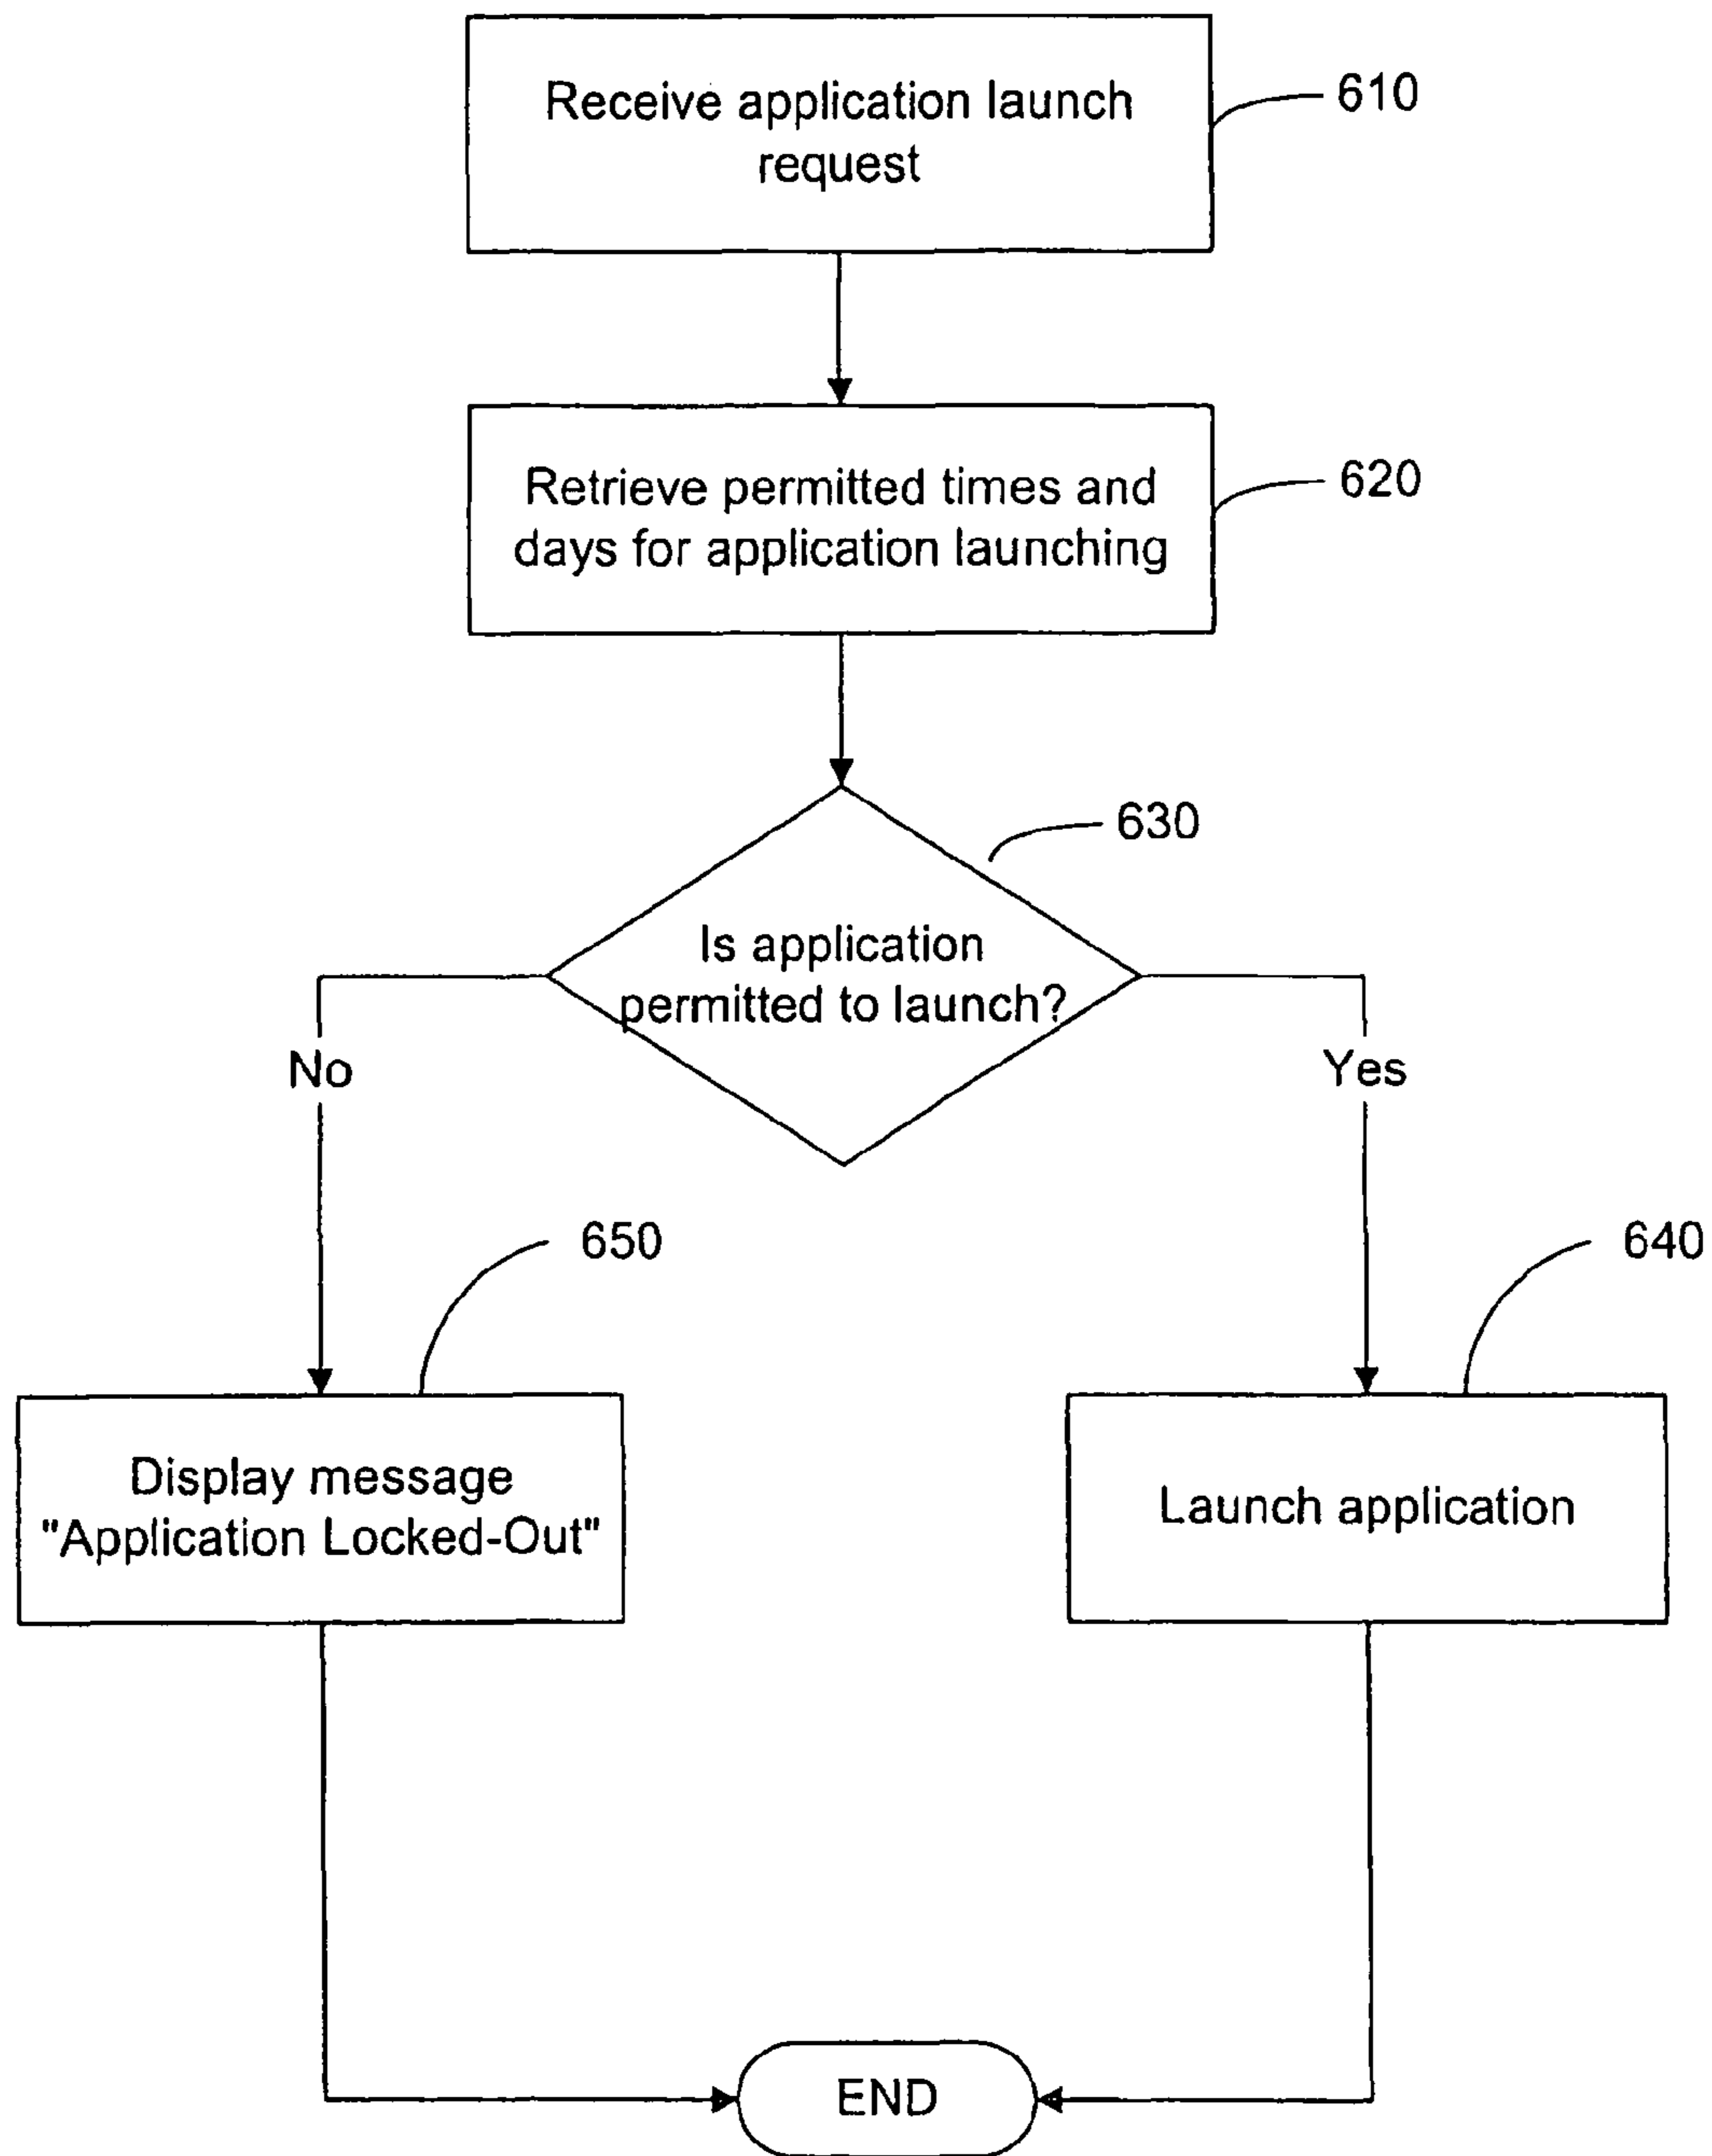 Receive application launch
request
610
Retrieve permitted times and
days for application launching
620
630
Is application
permitted to launch?
No
Yes
650
640
Display message
"Application Locked-Out"
Launch application
END